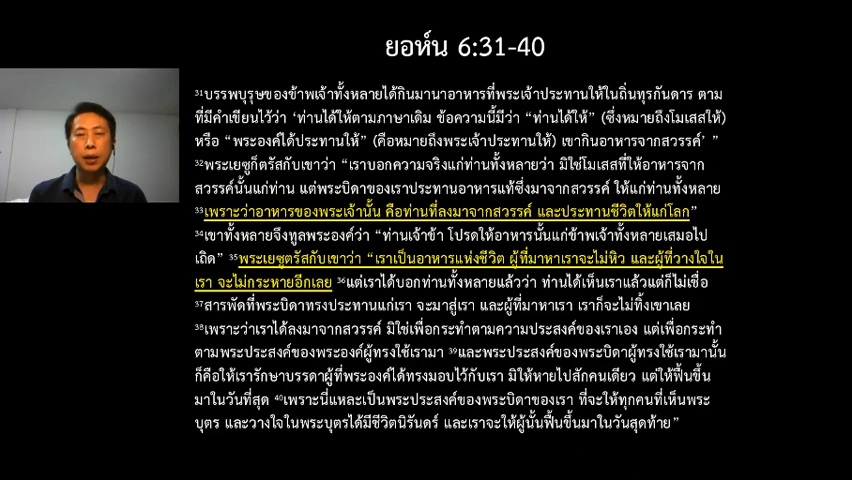 ยอห์น 6:31-40
³¹บรรพบุรุษของข้าพเจ้าทั้งหลายได้กินมานาอาหารที่พระเจ้าประทานให้ในถิ่นทุรกันดาร ตาม
ที่มีคำเขียนไว้ว่า ‘ท่านได้ให้ตามภาษาเดิม ข้อความนี้มีว่า “ท่านได้ให้” (ซึ่งหมายถึงโมเสสให้)
หรือ “พระองค์ได้ประทานให้” (คือหมายถึงพระเจ้าประทานให้) เขากินอาหารจากสวรรค์’ ”
³²พระเยซูก็ตรัสกับเขาว่า “เราบอกความจริงแก่ท่านทั้งหลายว่า มิใช่โมเสสที่ให้อาหารจาก
สวรรค์นั้นแก่ท่าน แต่พระบิดาของเราประทานอาหารแท้ซึ่งมาจากสวรรค์ ให้แก่ท่านทั้งหลาย
³³เพราะว่าอาหารของพระเจ้านั้น คือท่านที่ลงมาจากสวรรค์ และประทานชีวิตให้แก่โลก”
³⁴เขาทั้งหลายจึงทูลพระองค์ว่า “ท่านเจ้าข้า โปรดให้อาหารนั้นแก่ข้าพเจ้าทั้งหลายเสมอไป
เถิด” ³⁵พระเยซูตรัสกับเขาว่า “เราเป็นอาหารแห่งชีวิต ผู้ที่มาหาเราจะไม่หิว และผู้ที่วางใจใน
เรา จะไม่กระหายอีกเลย ³⁶แต่เราได้บอกท่านทั้งหลายแล้วว่า ท่านได้เห็นเราแล้วแต่ก็ไม่เชื่อ
³⁷สารพัดที่พระบิดาทรงประทานแก่เรา จะมาสู่เรา และผู้ที่มาหาเรา เราก็จะไม่ทิ้งเขาเลย
³⁸เพราะว่าเราได้ลงมาจากสวรรค์ มิใช่เพื่อกระทำตามความประสงค์ของเราเอง แต่เพื่อกระทำ
ตามพระประสงค์ของพระองค์ผู้ทรงใช้เรามา ³⁹และพระประสงค์ของพระบิดาผู้ทรงใช้เรามานั้น
ก็คือให้เรารักษาบรรดาผู้ที่พระองค์ได้ทรงมอบไว้กับเรา มิให้หายไปสักคนเดียว แต่ให้ฟื้นขึ้น
มาในวันที่สุด ⁴⁰เพราะนี่แหละเป็นพระประสงค์ของพระบิดาของเรา ที่จะให้ทุกคนที่เห็นพระ
บุตร และวางใจในพระบุตรได้มีชีวิตนิรันดร์ และเราจะให้ผู้นั้นฟื้นขึ้นมาในวันสุดท้าย”